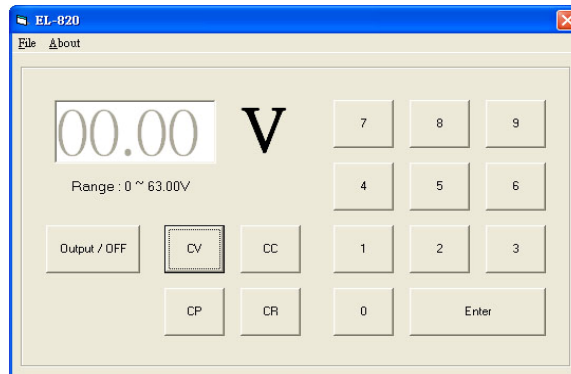 EL-820
File About
00.00 V
7 8 9
Range : 0 ~ 63.00V
4 5 6
Output / OFF CV CC 1 2 3
CP CR 0 Enter